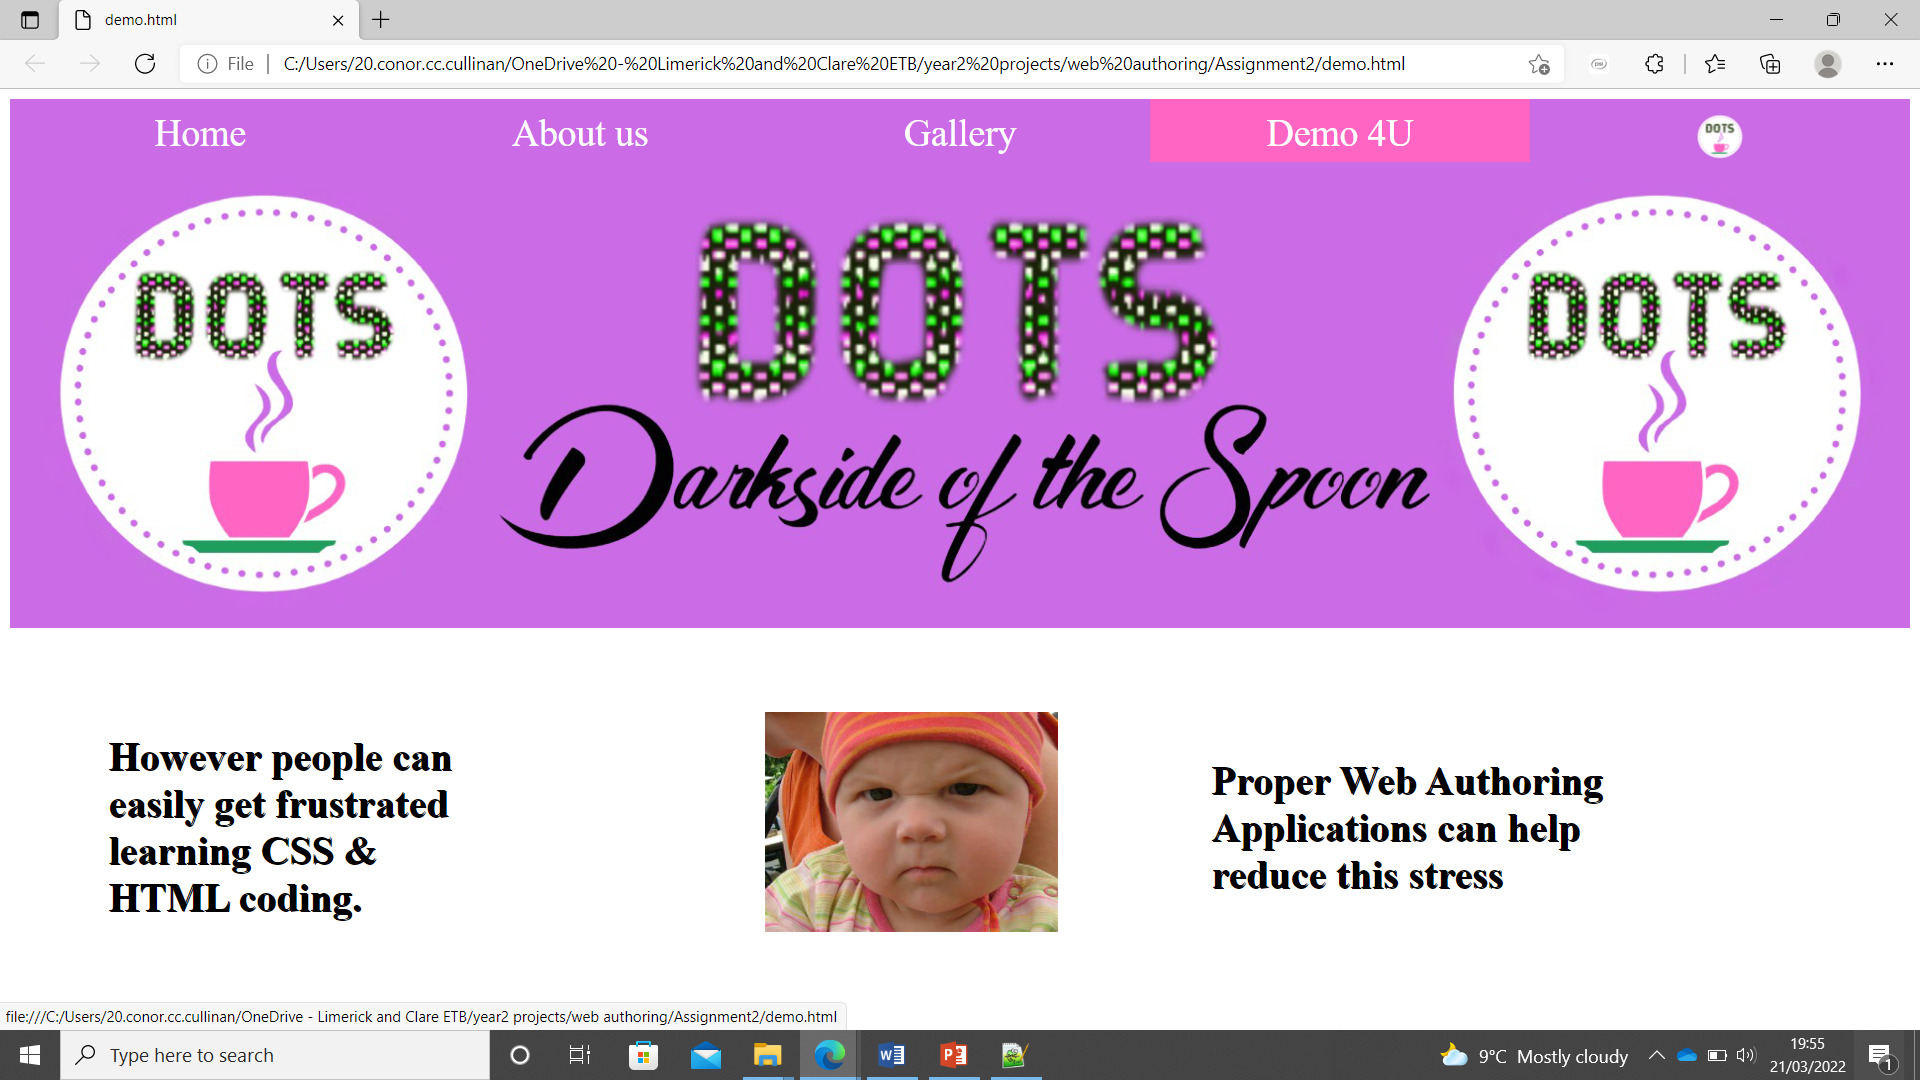 demo.html
File
C:/Users/20.conor.cc.cullinan/OneDrive%20-%20Limerick%20and%20Clare%20ETB/year2%20projects/web%20authoring/Assignment2/demo.html
Home
About us
Gallery
Demo 4U
DOTS
DOTS
DOTS
DOTS
Darkside of the Spoon
However people can
easily get frustrated
learning CSS &
HTML coding.
Proper Web Authoring
Applications can help
reduce this stress
file:///C:/Users/20.conor.cc.cullinan/OneDrive - Limerick and Clare ETB/year2 projects/web authoring/Assignment2/demo.html
Type here to search
9°C Mostly cloudy
19:55
21/03/2022
1